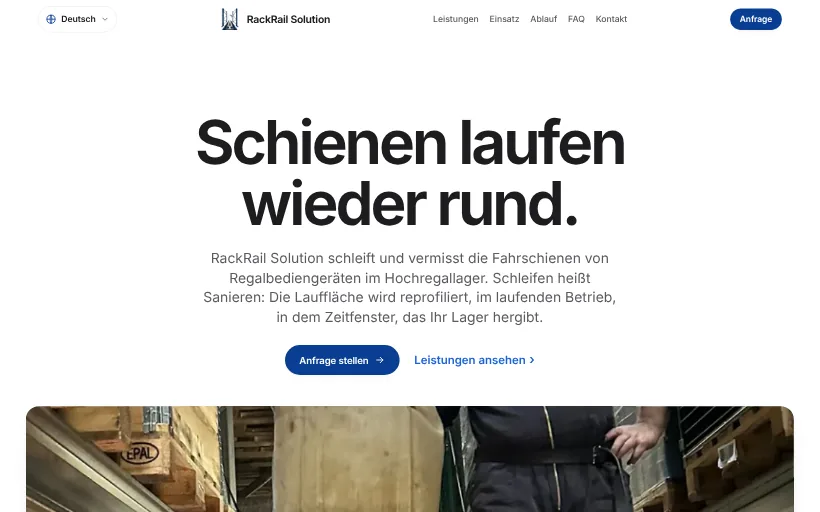 Deutsch
RackRail Solution
Leistungen Einsatz Ablauf FAQ Kontakt
Anfrage
Schienen laufen
wieder rund.
RackRail Solution schleift und vermisst die Fahrschienen von
Regalbediengeräten im Hochregallager. Schleifen heißt
Sanieren: Die Lauffläche wird reprofiliert, im laufenden Betrieb,
in dem Zeitfenster, das Ihr Lager hergibt.
Anfrage stellen →
Leistungen ansehen ›
EPAL